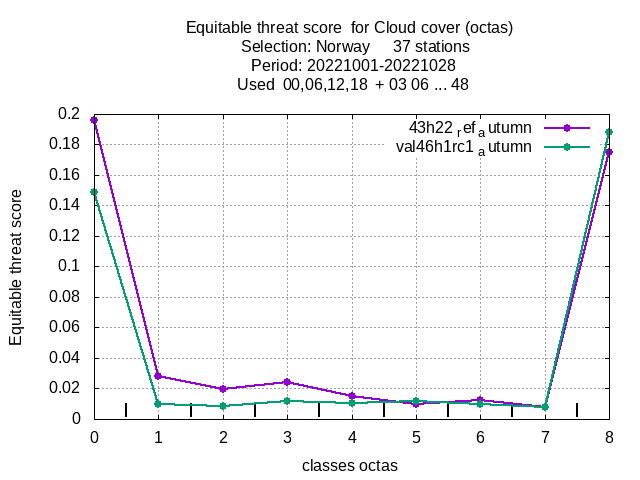 Equitable threat score  for Cloud cover (octas)
Selection: Norway     37 stations
Period: 20221001-20221028
Used  00,06,12,18  + 03 06 ... 48
43h22 ref a utumn
val46h1rc1 a utumn
Equitable threat score
0.2
0.18
0.16
0.14
0.12
0.1
0.08
0.06
0.04
0.02
0
0 1 2 3 4 5 6 7 8
classes octas